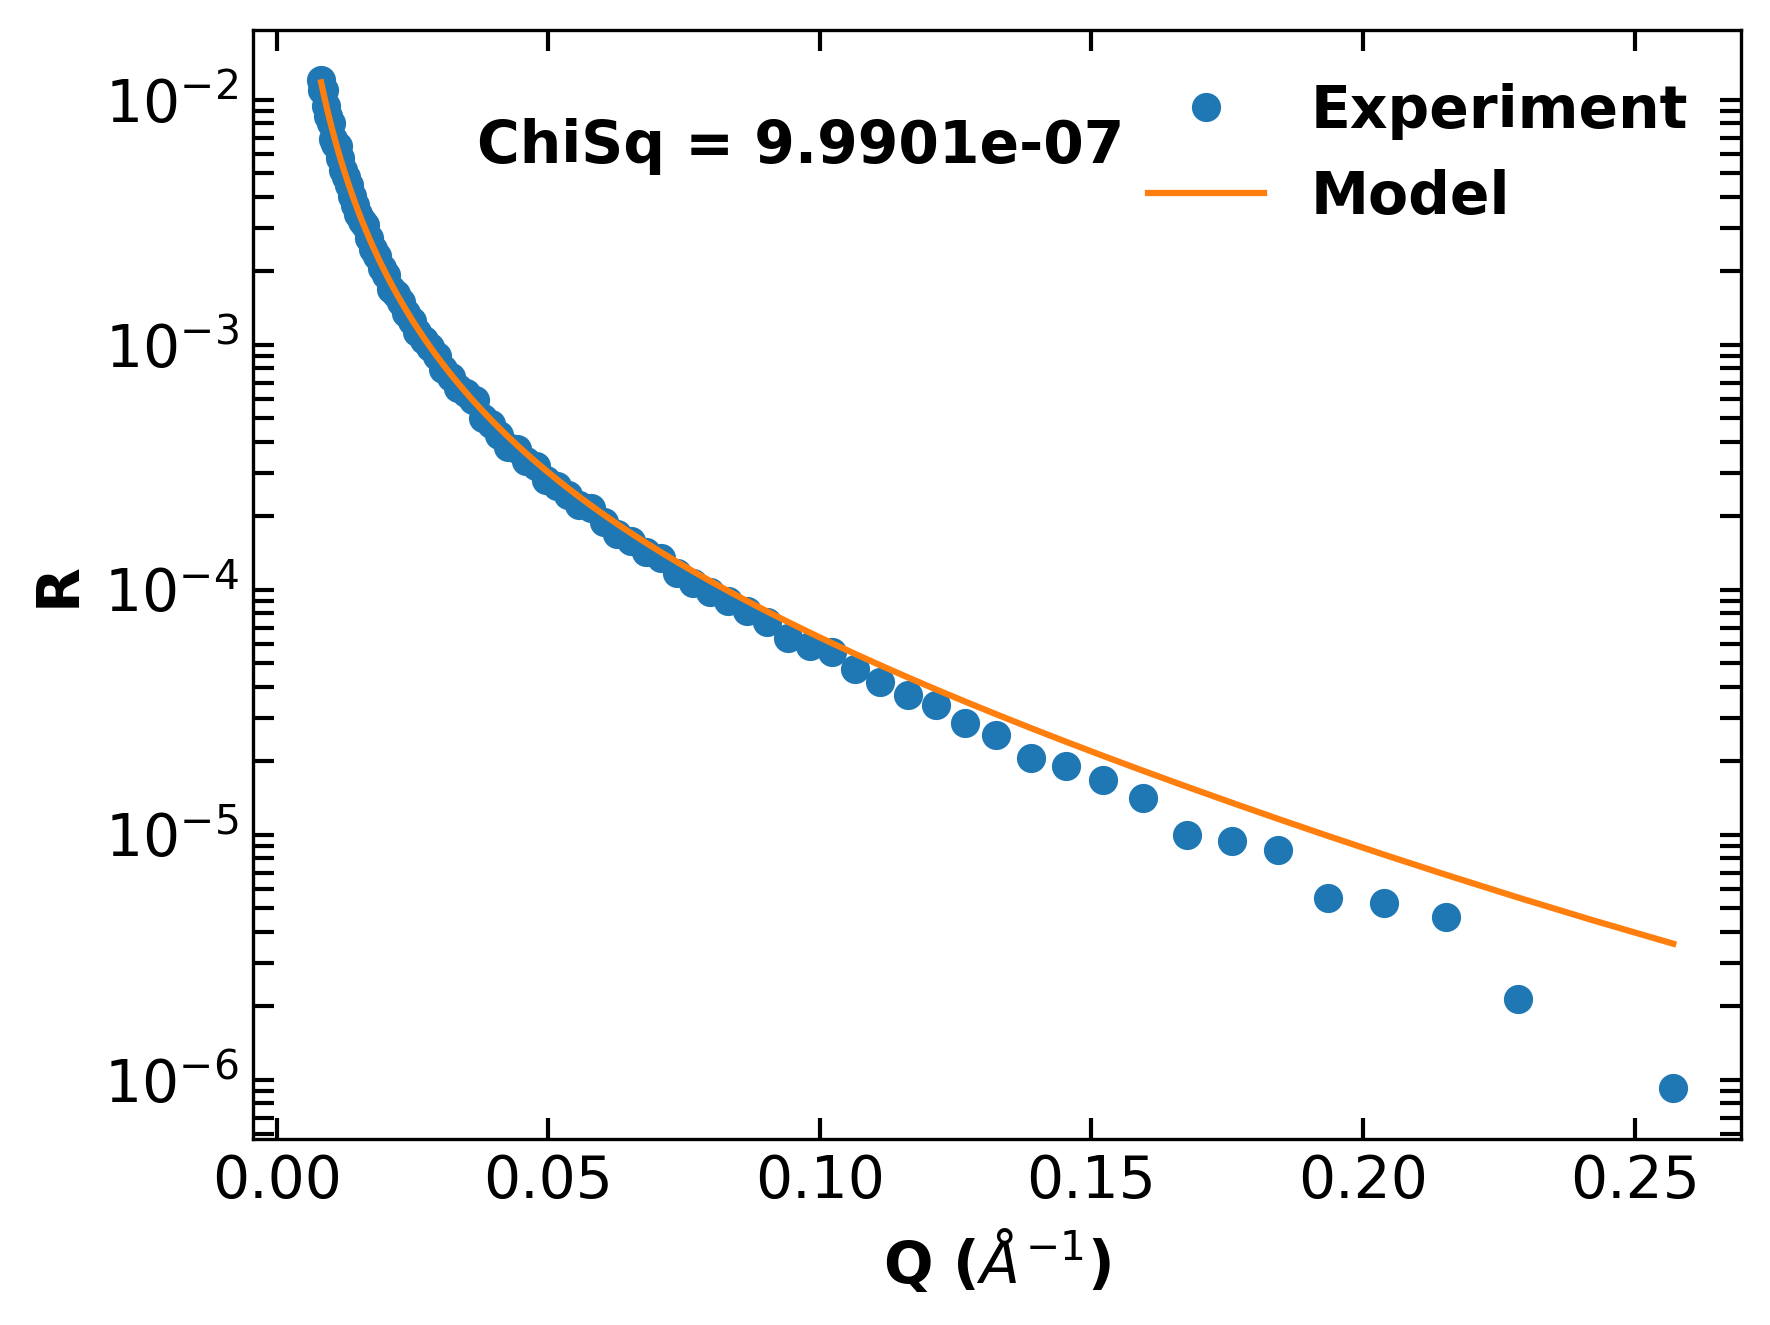 ChiSq = 9.9901e-07
Experiment
Model
10⁻²
10⁻³
10⁻⁴
10⁻⁵
10⁻⁶
R
0.00 0.05 0.10 0.15 0.20 0.25
Q (Å⁻¹)